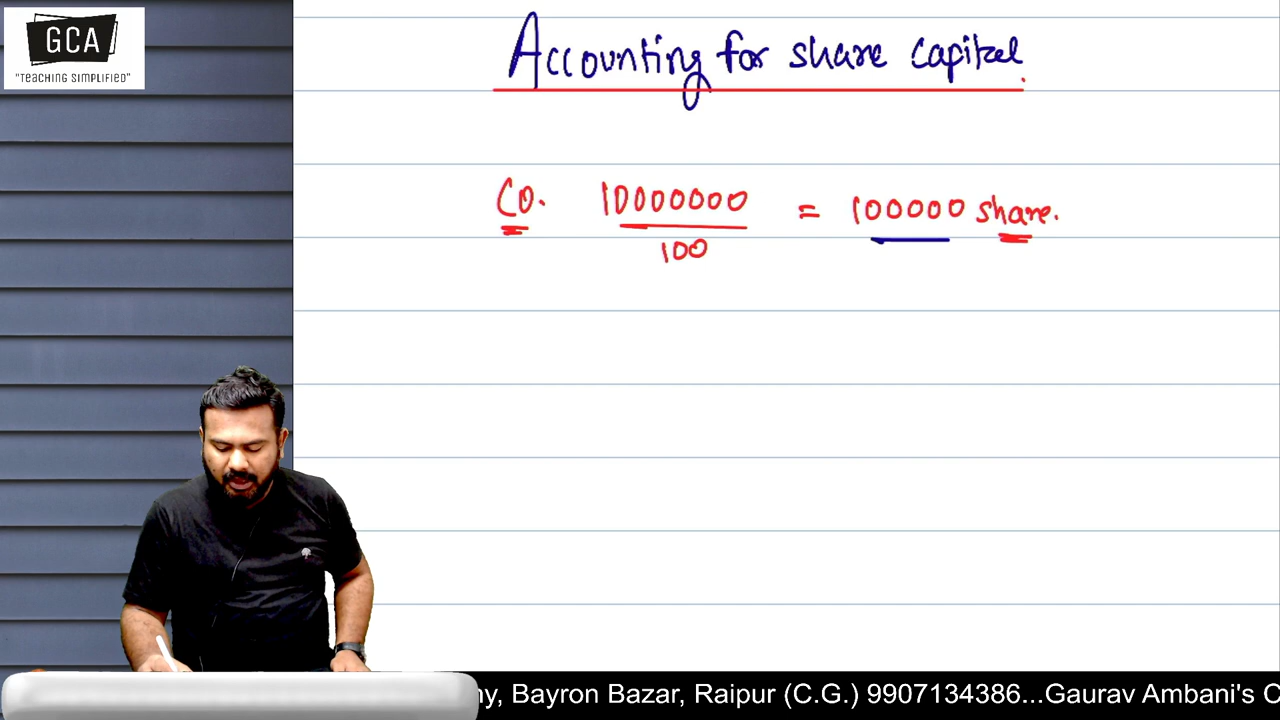 GCA
"TEACHING SIMPLIFIED"
Accounting for share capital.
Co. 10000000 = 100000 share.
100
ny, Bayron Bazar, Raipur (C.G.) 9907134386...Gaurav Ambani's C